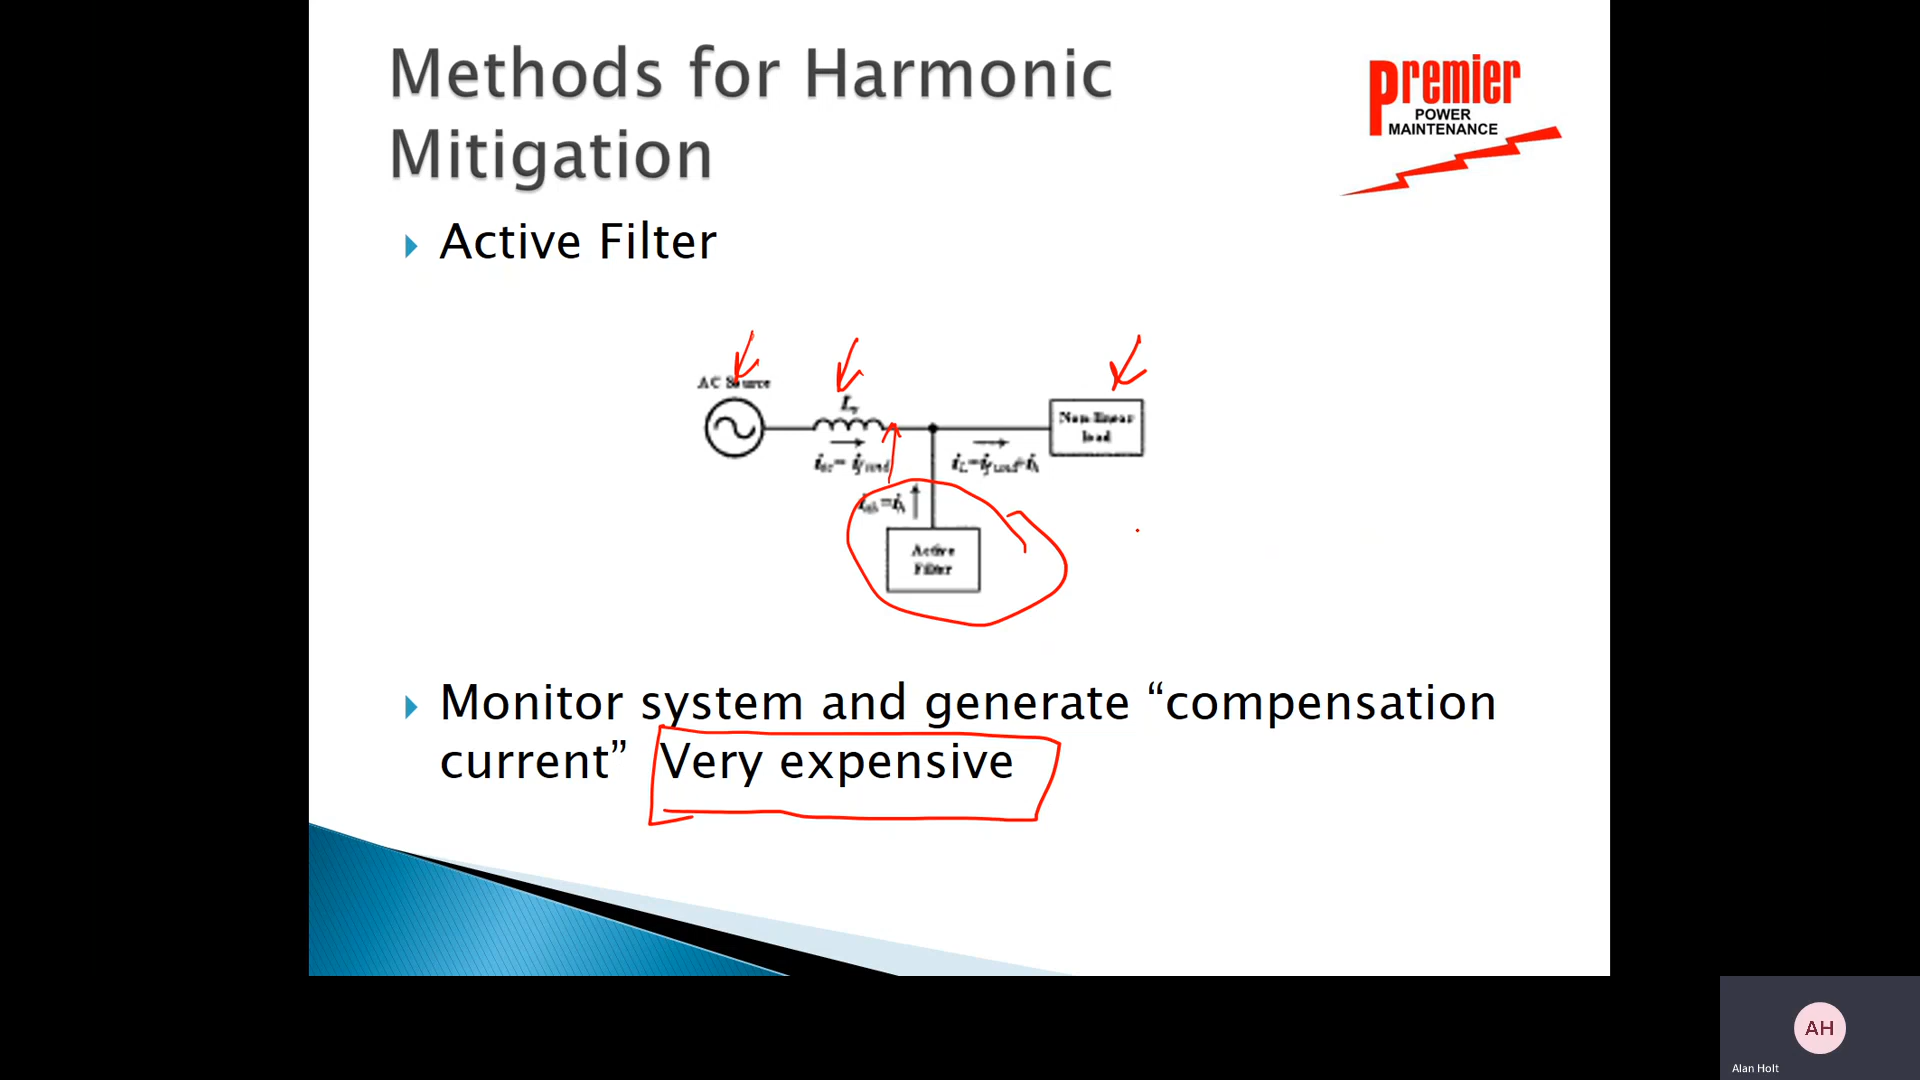 Methods for Harmonic
Mitigation
premier
POWER
MAINTENANCE
Active Filter
AC Source
Non-linear
load
Active
Filter
Monitor system and generate “compensation
current” Very expensive
AH
Alan Holt